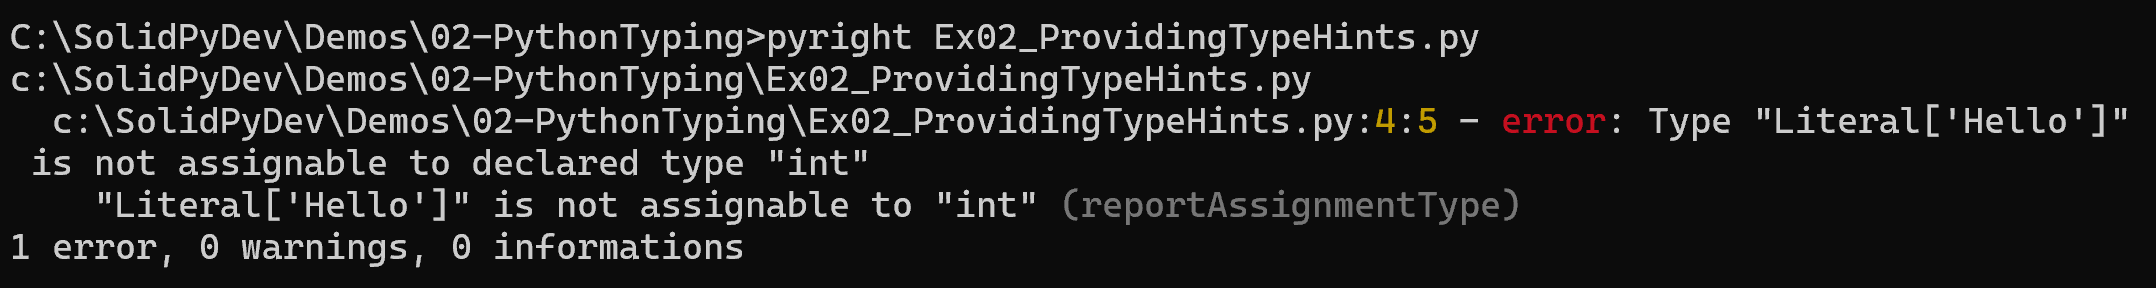 C:\SolidPyDev\Demos\02-PythonTyping>pyright Ex02_ProvidingTypeHints.py
c:\SolidPyDev\Demos\02-PythonTyping\Ex02_ProvidingTypeHints.py
  c:\SolidPyDev\Demos\02-PythonTyping\Ex02_ProvidingTypeHints.py:4:5 - error: Type "Literal['Hello']"
 is not assignable to declared type "int"
    "Literal['Hello']" is not assignable to "int" (reportAssignmentType)
1 error, 0 warnings, 0 informations